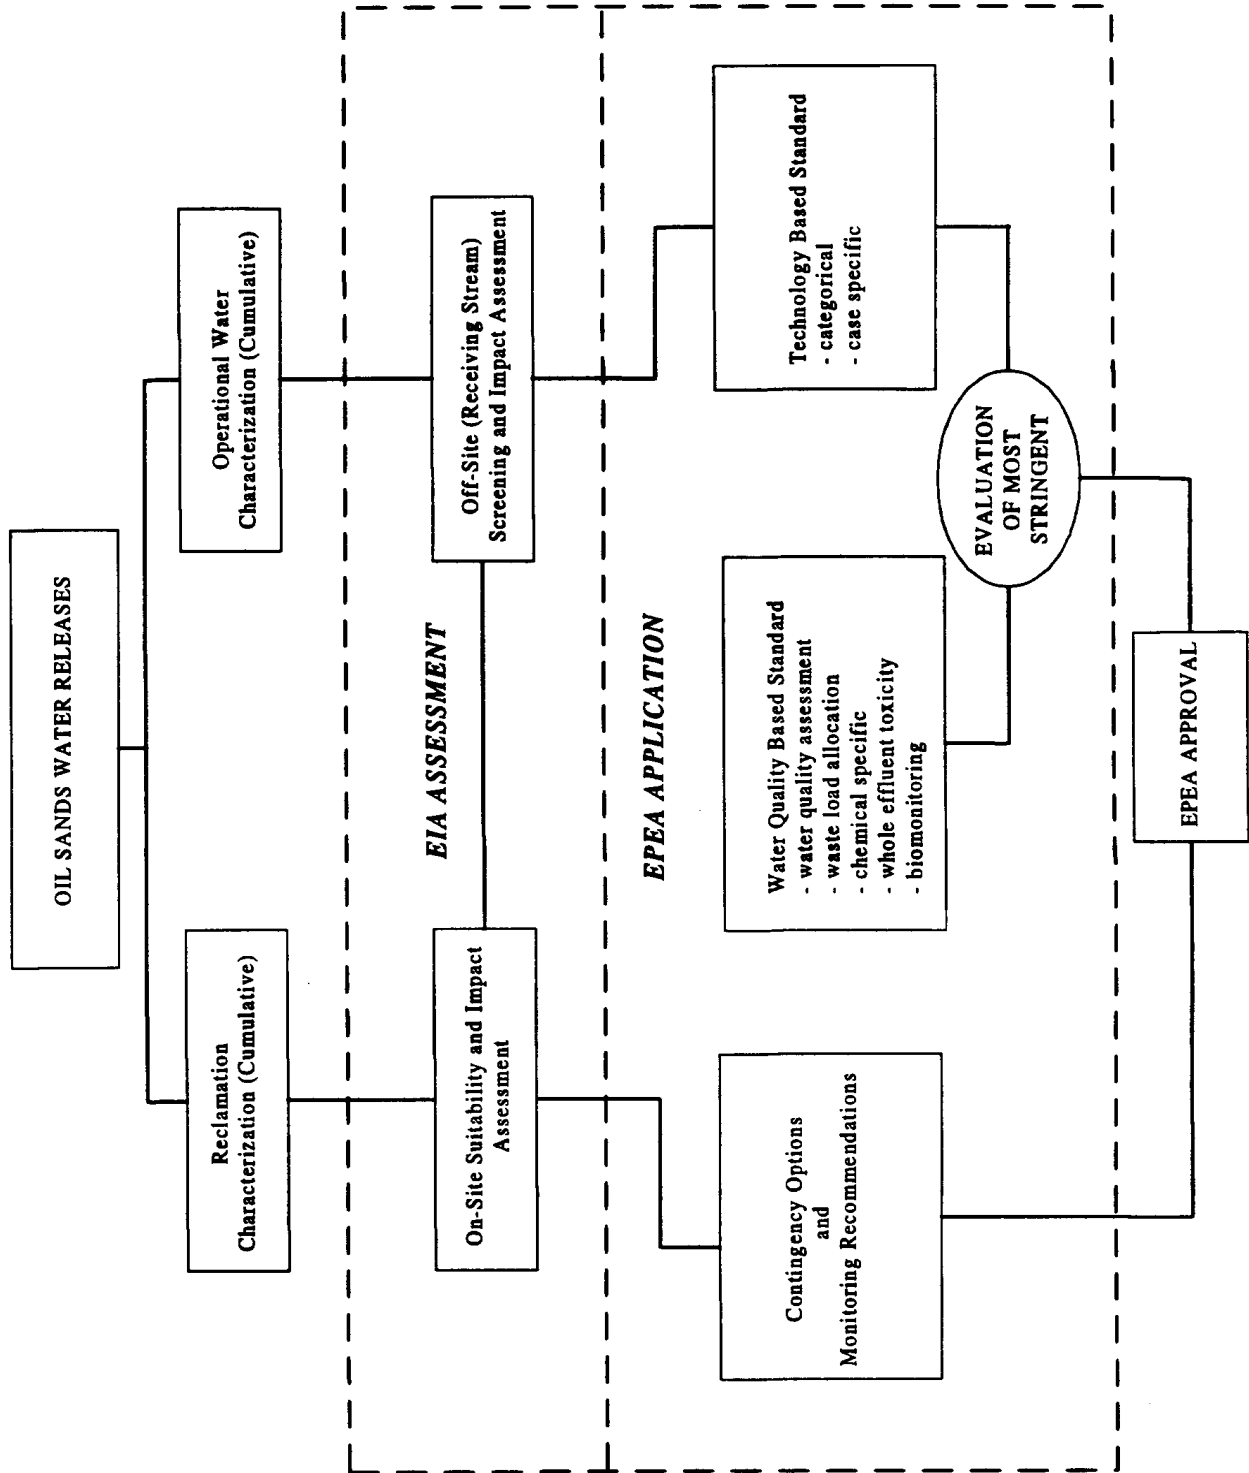 OIL SANDS WATER RELEASES
Reclamation
Characterization (Cumulative)
Operational Water
Characterization (Cumulative)
EIA ASSESSMENT
On-Site Suitability and Impact
Assessment
Off-Site (Receiving Stream)
Screening and Impact Assessment
EPEA APPLICATION
Contingency Options
and
Monitoring Recommendations
Water Quality Based Standard
- water quality assessment
- waste load allocation
- chemical specific
- whole effluent toxicity
- biomonitoring
Technology Based Standard
- categorical
- case specific
EVALUATION
OF MOST
STRINGENT
EPEA APPROVAL